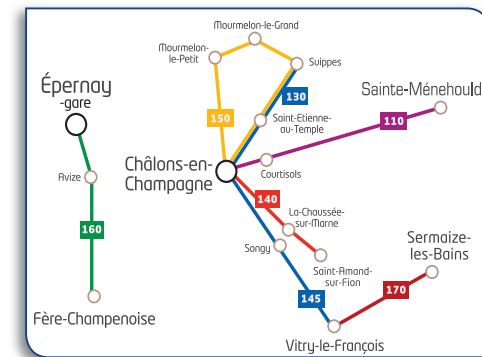 Mourmelon-le-Grand
Mourmelon-
le-Petit
Suippes
Épernay
-gare
130
Sainte-Ménehould
150
Saint-Etienne-
au-Temple
110
Châlons-en-
Champagne
Courtisols
Avize
140
La-Chaussée-
sur-Marne
160
Songy
Sermaize-
les-Bains
Saint-Amand-
sur-Fion
145
170
Fère-Champenoise
Vitry-le-François